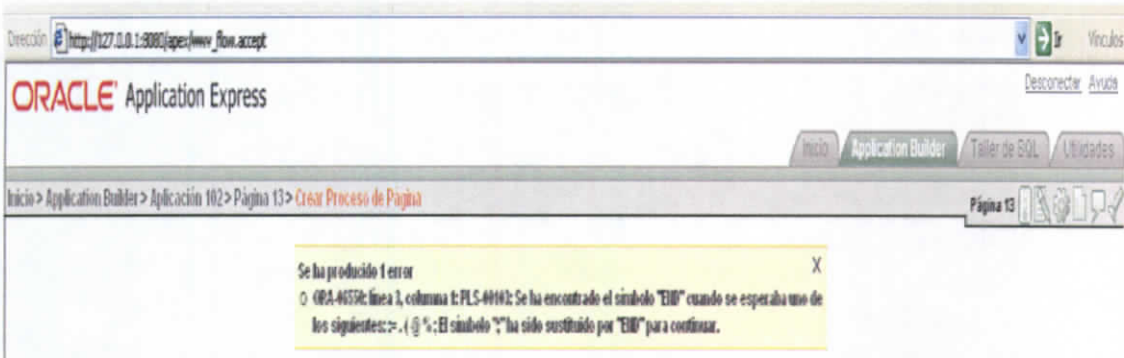 Dirección http://127.0.0.1:8080/apex/wwv_flow.accept Ir Vínculos
ORACLE Application Express
Desconectar Ayuda
Inicio Application Builder Taller de SQL Utilidades
Inicio > Application Builder > Aplicación 102 > Página 13 > Crear Proceso de Página
Página 13
Se ha producido 1 error X
ORA-06550: línea 3, columna 1: PLS-00103: Se ha encontrado el símbolo "END" cuando se esperaba uno de
los siguientes: := . ( @ % ; El símbolo ";" ha sido sustituido por "END" para continuar.